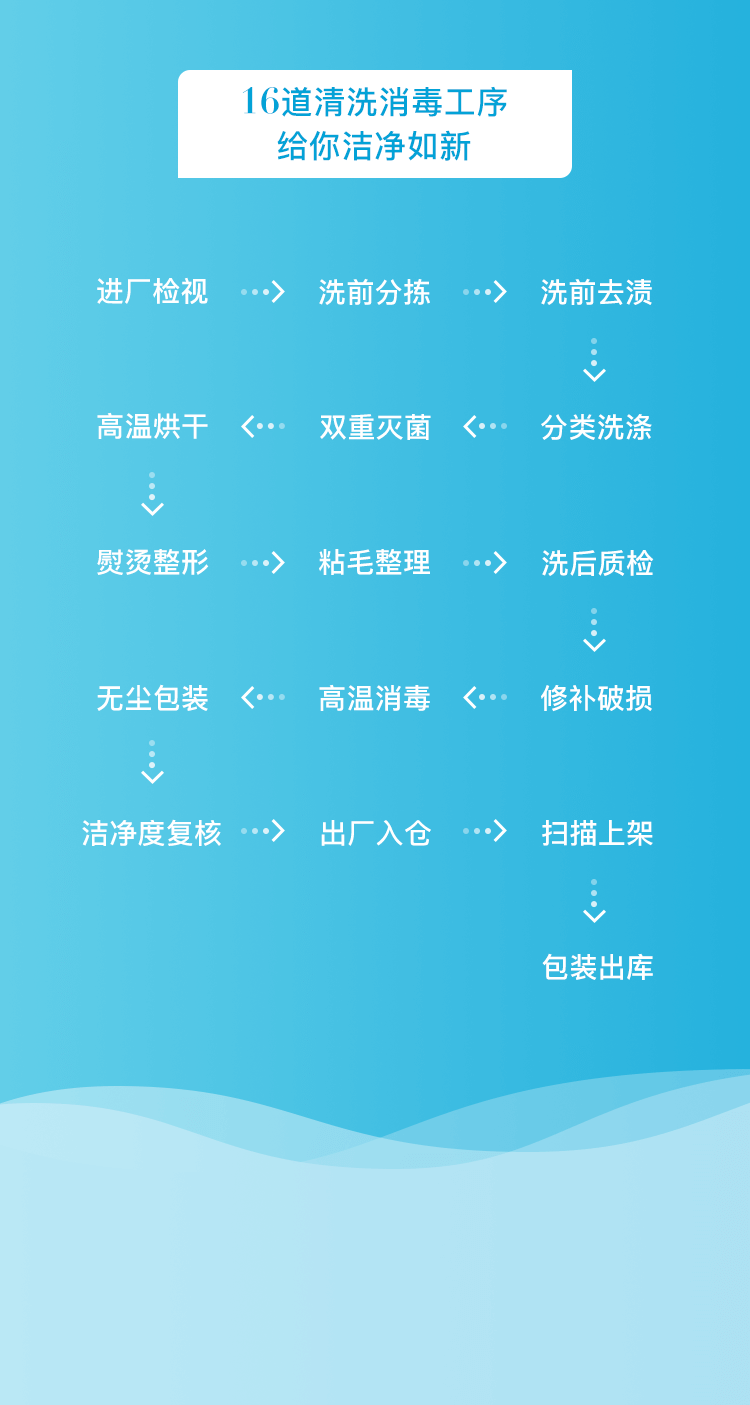 16道清洗消毒工序
给你洁净如新
进厂检视 洗前分拣 洗前去渍
高温烘干 双重灭菌 分类洗涤
熨烫整形 粘毛整理 洗后质检
无尘包装 高温消毒 修补破损
洁净度复核 出厂入仓 扫描上架
包装出库